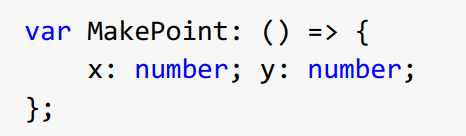 var MakePoint: () => {
    x: number; y: number;
};